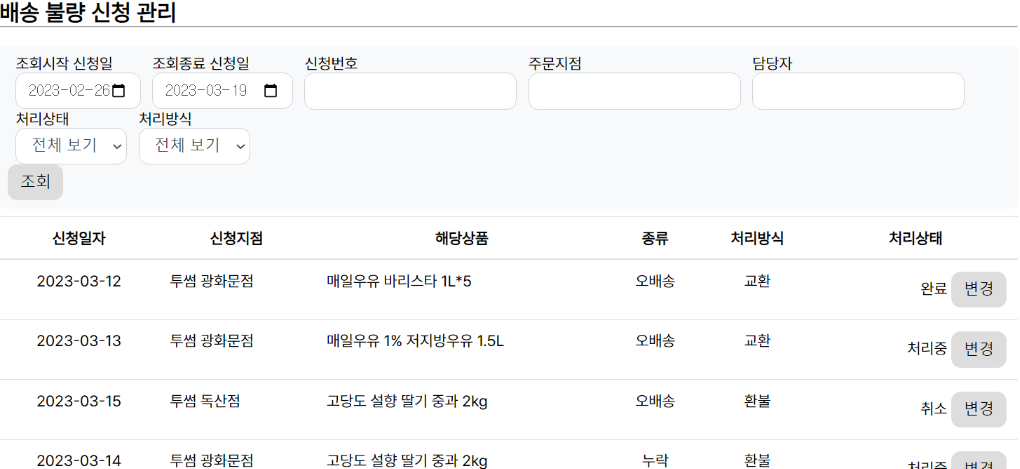 배송 불량 신청 관리
조회시작 신청일 조회종료 신청일 신청번호 주문지점 담당자
2023-02-26 2023-03-19
처리상태 처리방식
전체 보기 전체 보기
조회
신청일자 신청지점 해당상품 종류 처리방식 처리상태
2023-03-12 투썸 광화문점 매일우유 바리스타 1L*5 오배송 교환 완료 변경
2023-03-13 투썸 광화문점 매일우유 1% 저지방우유 1.5L 오배송 교환 처리중 변경
2023-03-15 투썸 독산점 고당도 설향 딸기 중과 2kg 오배송 환불 취소 변경
2023-03-14 투썸 광화문점 고당도 설향 딸기 중과 2kg 누락 환불 처리중 변경